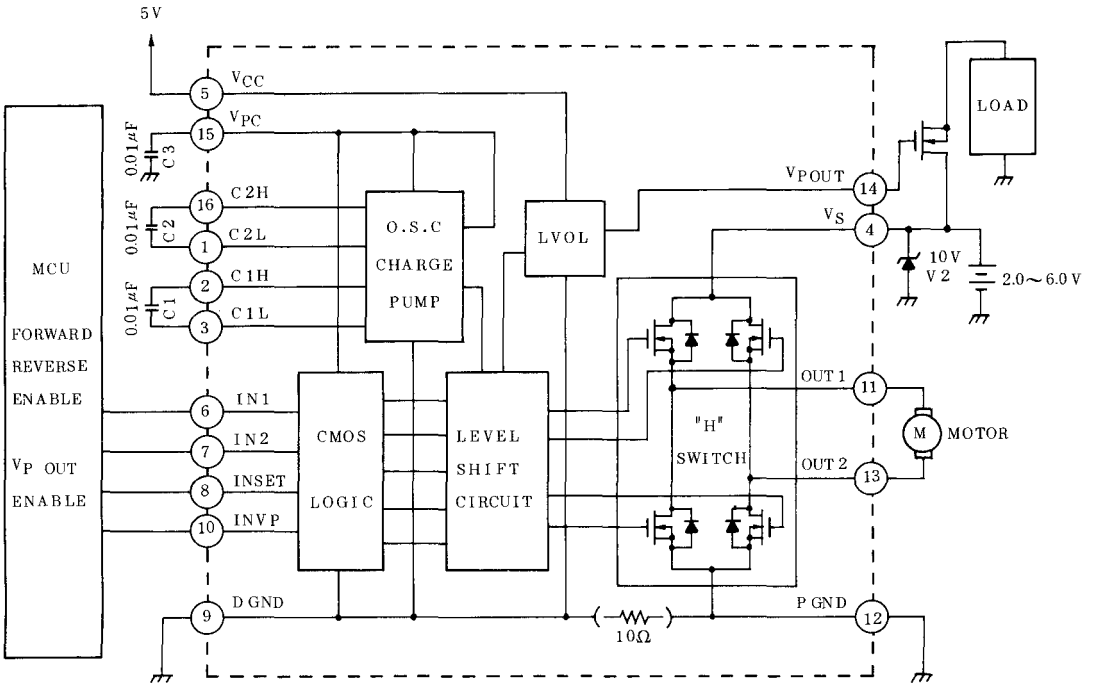 5V
5
VCC
15
VPC
0.01μF
C3
16
C2H
0.01μF
C2
1
C2L
2
C1H
0.01μF
C1
3
C1L
O.S.C
CHARGE
PUMP
LVOL
VPOUT
14
VS
4
LOAD
10V
V2
2.0~6.0V
MCU
FORWARD
REVERSE
ENABLE
VP OUT
ENABLE
6
IN1
7
IN2
8
INSET
10
INVP
CMOS
LOGIC
LEVEL
SHIFT
CIRCUIT
"H"
SWITCH
OUT1
11
OUT2
13
M
MOTOR
9
DGND
10Ω
PGND
12